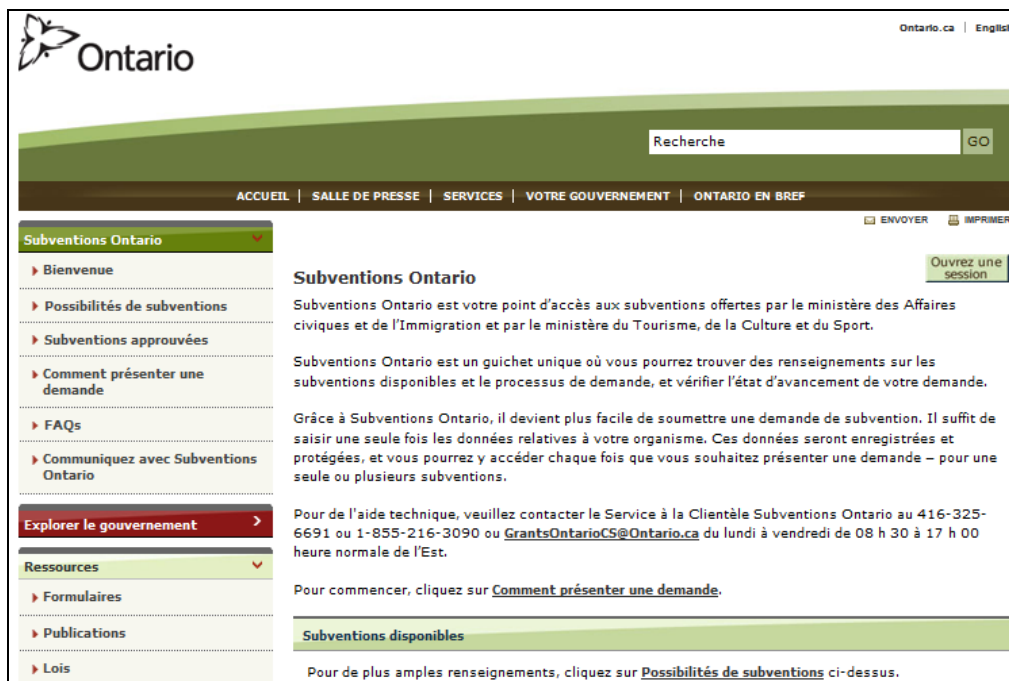 Ontario
Ontario.ca | English
Recherche
GO
ACCUEIL | SALLE DE PRESSE | SERVICES | VOTRE GOUVERNEMENT | ONTARIO EN BREF
ENVOYER IMPRIMER
Subventions Ontario
Bienvenue
Possibilités de subventions
Subventions approuvées
Comment présenter une
demande
FAQs
Communiquez avec Subventions
Ontario
Explorer le gouvernement
Ressources
Formulaires
Publications
Lois
Ouvrez une
session
Subventions Ontario
Subventions Ontario est votre point d'accès aux subventions offertes par le ministère des Affaires
civiques et de l'Immigration et par le ministère du Tourisme, de la Culture et du Sport.
Subventions Ontario est un guichet unique où vous pourrez trouver des renseignements sur les
subventions disponibles et le processus de demande, et vérifier l'état d'avancement de votre demande.
Grâce à Subventions Ontario, il devient plus facile de soumettre une demande de subvention. Il suffit de
saisir une seule fois les données relatives à votre organisme. Ces données seront enregistrées et
protégées, et vous pourrez y accéder chaque fois que vous souhaitez présenter une demande – pour une
seule ou plusieurs subventions.
Pour de l'aide technique, veuillez contacter le Service à la Clientèle Subventions Ontario au 416-325-
6691 ou 1-855-216-3090 ou GrantsOntarioCS@Ontario.ca du lundi à vendredi de 08 h 30 à 17 h 00
heure normale de l'Est.
Pour commencer, cliquez sur Comment présenter une demande.
Subventions disponibles
Pour de plus amples renseignements, cliquez sur Possibilités de subventions ci-dessus.